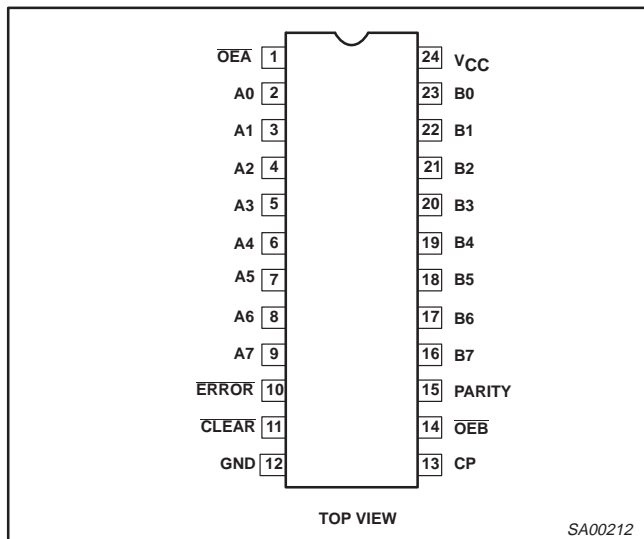 OEA 1 24 VCC
A0 2 23 B0
A1 3 22 B1
A2 4 21 B2
A3 5 20 B3
A4 6 19 B4
A5 7 18 B5
A6 8 17 B6
A7 9 16 B7
ERROR 10 15 PARITY
CLEAR 11 14 OEB
GND 12 13 CP
TOP VIEW
SA00212